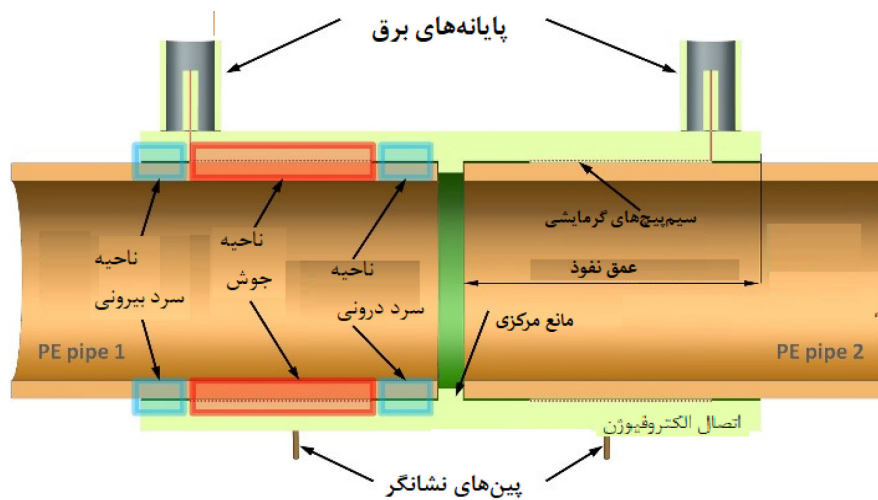 پایانه‌های برق
سیم‌پیچ‌های گرمایشی
ناحیه
سرد بیرونی
ناحیه
جوش
ناحیه
سرد درونی
عمق نفوذ
مانع مرکزی
PE pipe 1
PE pipe 2
اتصال الکتروفیوژن
پین‌های نشانگر